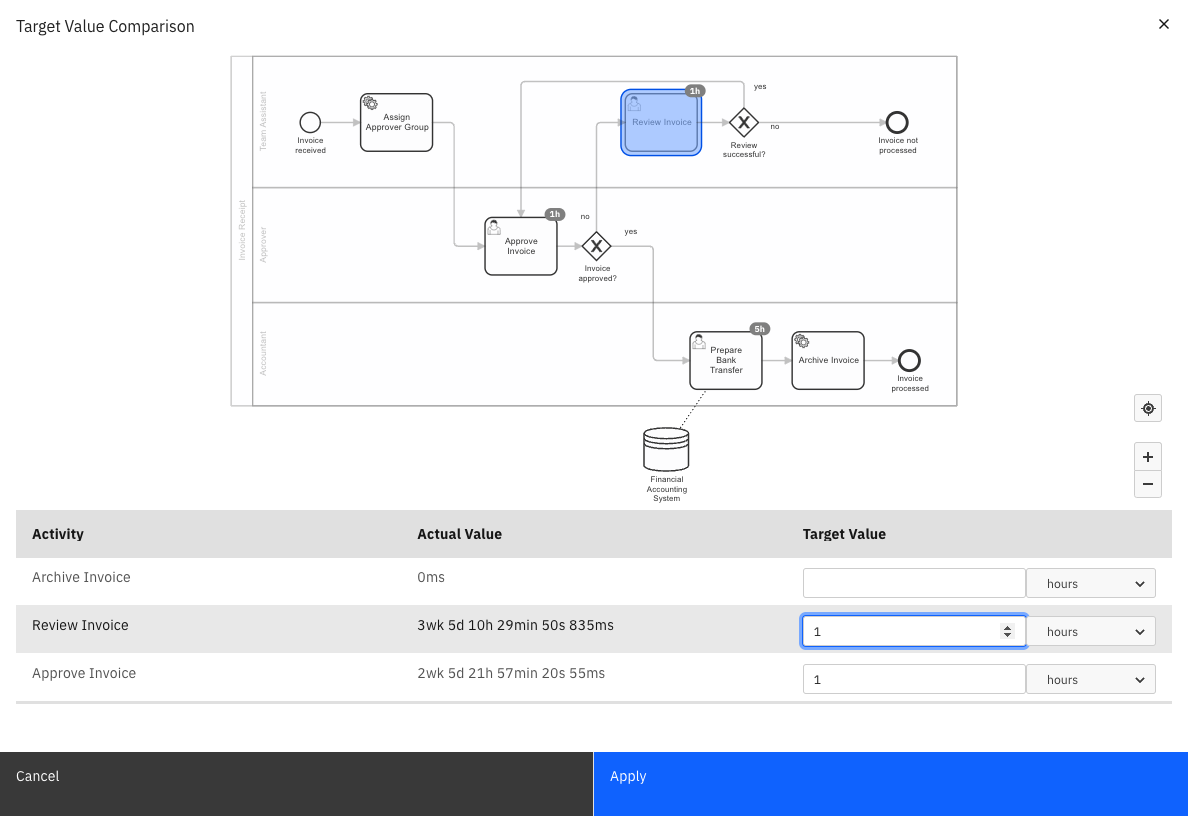 Target Value Comparison
Invoice Receipt
Team Assistant
Invoice
received
Assign
Approver Group
1h
Review Invoice
yes
no
Review
successful?
Invoice not
processed
Approver
1h
Approve
Invoice
no
yes
Invoice
approved?
Accountant
5h
Prepare
Bank
Transfer
Archive Invoice
Invoice
processed
Financial
Accounting
System
Activity Actual Value Target Value
Archive Invoice 0ms hours
Review Invoice 3wk 5d 10h 29min 50s 835ms 1 hours
Approve Invoice 2wk 5d 21h 57min 20s 55ms 1 hours
Cancel Apply